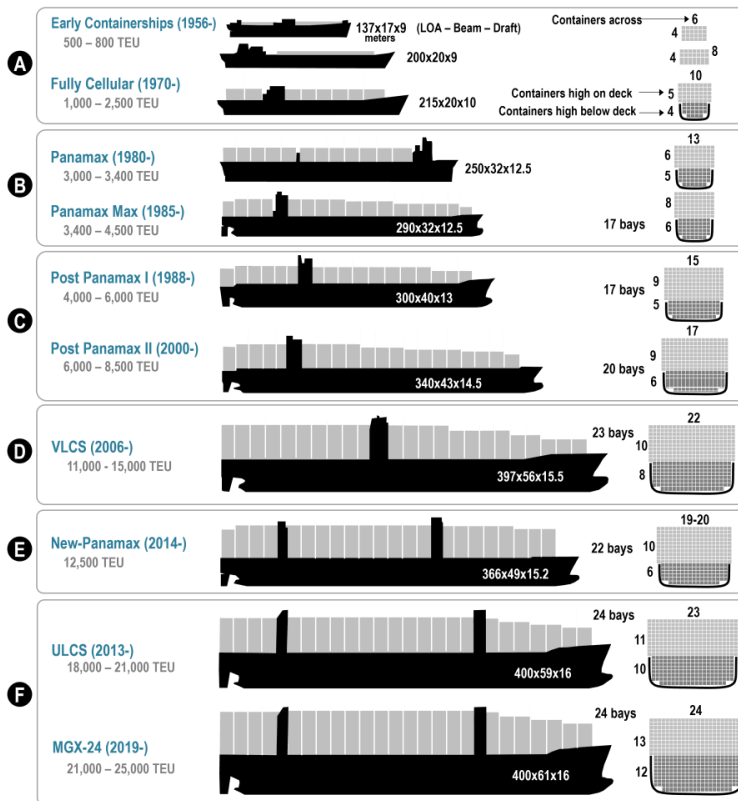 A
Early Containerships (1956-)
500 – 800 TEU
137x17x9 (LOA – Beam – Draft)
meters
Containers across
6
4
200x20x9
4
8
Fully Cellular (1970-)
1,000 – 2,500 TEU
215x20x10
10
Containers high on deck
5
Containers high below deck
4
B
Panamax (1980-)
3,000 – 3,400 TEU
250x32x12.5
13
6
5
Panamax Max (1985-)
3,400 – 4,500 TEU
290x32x12.5
17 bays
8
6
C
Post Panamax I (1988-)
4,000 – 6,000 TEU
300x40x13
17 bays
15
9
5
Post Panamax II (2000-)
6,000 – 8,500 TEU
340x43x14.5
20 bays
17
9
6
D
VLCS (2006-)
11,000 - 15,000 TEU
397x56x15.5
23 bays
22
10
8
E
New-Panamax (2014-)
12,500 TEU
366x49x15.2
22 bays
19-20
10
6
F
ULCS (2013-)
18,000 – 21,000 TEU
400x59x16
24 bays
23
11
10
MGX-24 (2019-)
21,000 – 25,000 TEU
400x61x16
24 bays
24
13
12